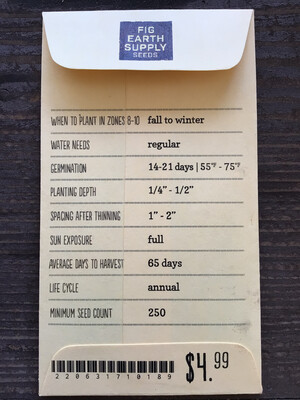 FIG
EARTH
SUPPLY
SEEDS
WHEN TO PLANT IN ZONES 8-10 fall to winter
WATER NEEDS regular
GERMINATION 14-21 days | 55°F - 75°F
PLANTING DEPTH 1/4" - 1/2"
SPACING AFTER THINNING 1" - 2"
SUN EXPOSURE full
AVERAGE DAYS TO HARVEST 65 days
LIFE CYCLE annual
MINIMUM SEED COUNT 250
220631710189 $4.99